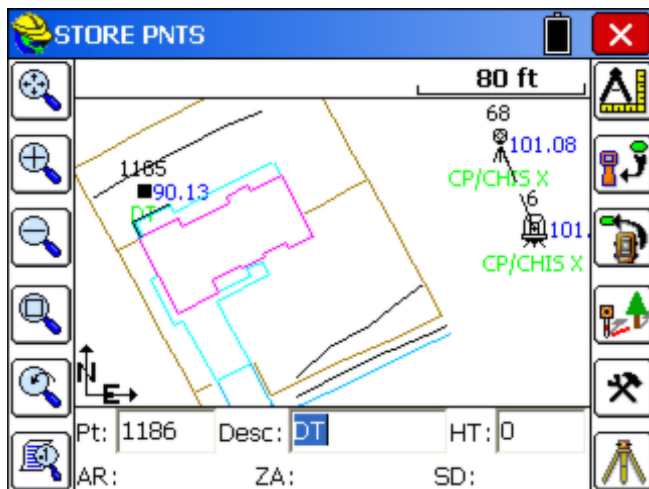 STORE PNTS
80 ft
68
101.08
CP/CHIS X
1185
90.13
DT
6
101.
CP/CHIS X
N
E
Pt: 1186 Desc: DT HT: 0
AR: ZA: SD: